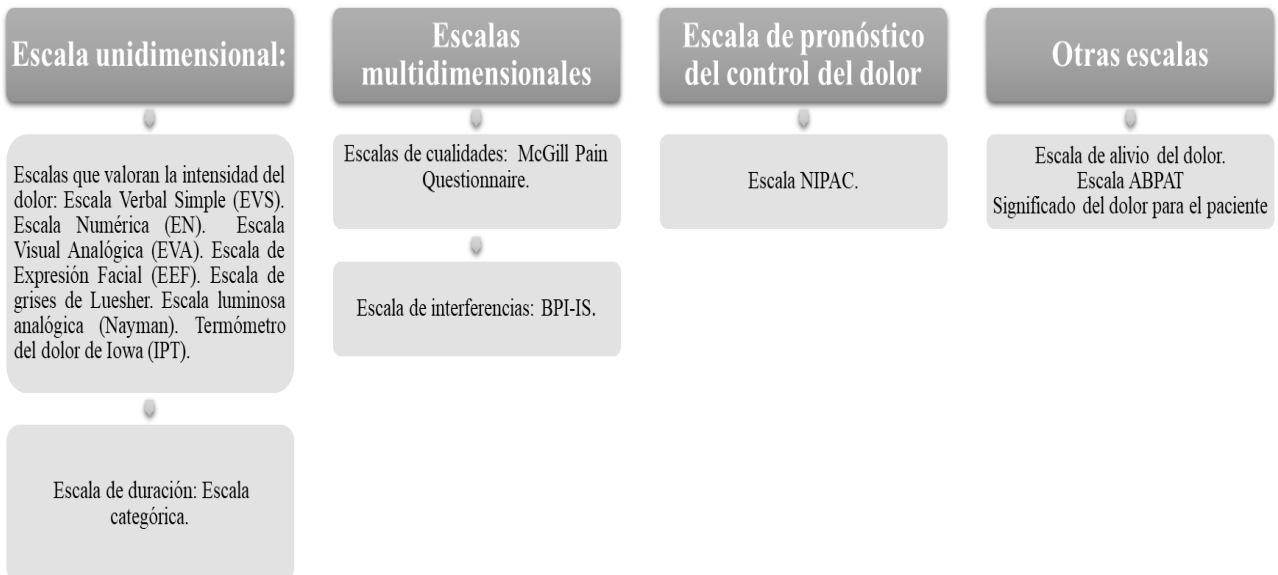 Escala unidimensional:
Escalas que valoran la intensidad del
dolor: Escala Verbal Simple (EVS).
Escala Numérica (EN). Escala
Visual Analógica (EVA). Escala de
Expresión Facial (EEF). Escala de
grises de Luesher. Escala luminosa
analógica (Nayman). Termómetro
del dolor de Iowa (IPT).
Escala de duración: Escala
categórica.
Escalas
multidimensionales
Escalas de cualidades: McGill Pain
Questionnaire.
Escala de interferencias: BPI-IS.
Escala de pronóstico
del control del dolor
Escala NIPAC.
Otras escalas
Escala de alivio del dolor.
Escala ABPAT
Significado del dolor para el paciente